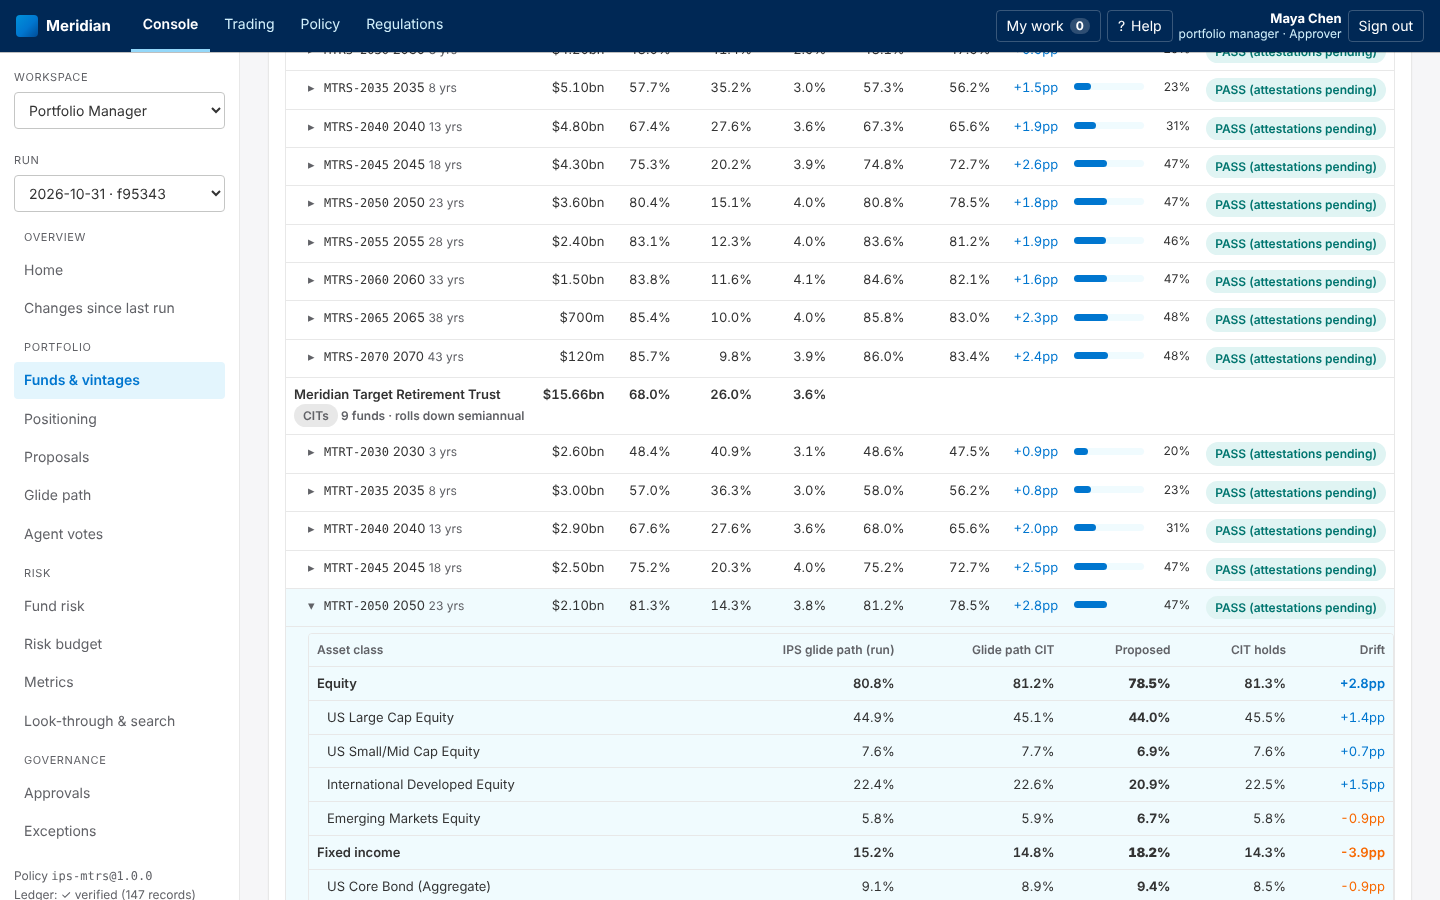 Meridian
Console
Trading
Policy
Regulations
My work 0
? Help
Maya Chen
portfolio manager · Approver
Sign out
WORKSPACE
Portfolio Manager
RUN
2026-10-31 · f95343
OVERVIEW
Home
Changes since last run
PORTFOLIO
Funds & vintages
Positioning
Proposals
Glide path
Agent votes
RISK
Fund risk
Risk budget
Metrics
Look-through & search
GOVERNANCE
Approvals
Exceptions
Policy ips-mtrs@1.0.0
Ledger: ✓ verified (147 records)
▸ MTRS-2035 2035 8 yrs $5.10bn 57.7% 35.2% 3.0% 57.3% 56.2% +1.5pp 23% PASS (attestations pending)
▸ MTRS-2040 2040 13 yrs $4.80bn 67.4% 27.6% 3.6% 67.3% 65.6% +1.9pp 31% PASS (attestations pending)
▸ MTRS-2045 2045 18 yrs $4.30bn 75.3% 20.2% 3.9% 74.8% 72.7% +2.6pp 47% PASS (attestations pending)
▸ MTRS-2050 2050 23 yrs $3.60bn 80.4% 15.1% 4.0% 80.8% 78.5% +1.8pp 47% PASS (attestations pending)
▸ MTRS-2055 2055 28 yrs $2.40bn 83.1% 12.3% 4.0% 83.6% 81.2% +1.9pp 46% PASS (attestations pending)
▸ MTRS-2060 2060 33 yrs $1.50bn 83.8% 11.6% 4.1% 84.6% 82.1% +1.6pp 47% PASS (attestations pending)
▸ MTRS-2065 2065 38 yrs $700m 85.4% 10.0% 4.0% 85.8% 83.0% +2.3pp 48% PASS (attestations pending)
▸ MTRS-2070 2070 43 yrs $120m 85.7% 9.8% 3.9% 86.0% 83.4% +2.4pp 48% PASS (attestations pending)
Meridian Target Retirement Trust $15.66bn 68.0% 26.0% 3.6%
CITs 9 funds · rolls down semiannual
▸ MTRT-2030 2030 3 yrs $2.60bn 48.4% 40.9% 3.1% 48.6% 47.5% +0.9pp 20% PASS (attestations pending)
▸ MTRT-2035 2035 8 yrs $3.00bn 57.0% 36.3% 3.0% 58.0% 56.2% +0.8pp 23% PASS (attestations pending)
▸ MTRT-2040 2040 13 yrs $2.90bn 67.6% 27.6% 3.6% 68.0% 65.6% +2.0pp 31% PASS (attestations pending)
▸ MTRT-2045 2045 18 yrs $2.50bn 75.2% 20.3% 4.0% 75.2% 72.7% +2.5pp 47% PASS (attestations pending)
▾ MTRT-2050 2050 23 yrs $2.10bn 81.3% 14.3% 3.8% 81.2% 78.5% +2.8pp 47% PASS (attestations pending)
Asset class IPS glide path (run) Glide path CIT Proposed CIT holds Drift
Equity 80.8% 81.2% 78.5% 81.3% +2.8pp
US Large Cap Equity 44.9% 45.1% 44.0% 45.5% +1.4pp
US Small/Mid Cap Equity 7.6% 7.7% 6.9% 7.6% +0.7pp
International Developed Equity 22.4% 22.6% 20.9% 22.5% +1.5pp
Emerging Markets Equity 5.8% 5.9% 6.7% 5.8% -0.9pp
Fixed income 15.2% 14.8% 18.2% 14.3% -3.9pp
US Core Bond (Aggregate) 9.1% 8.9% 9.4% 8.5% -0.9pp